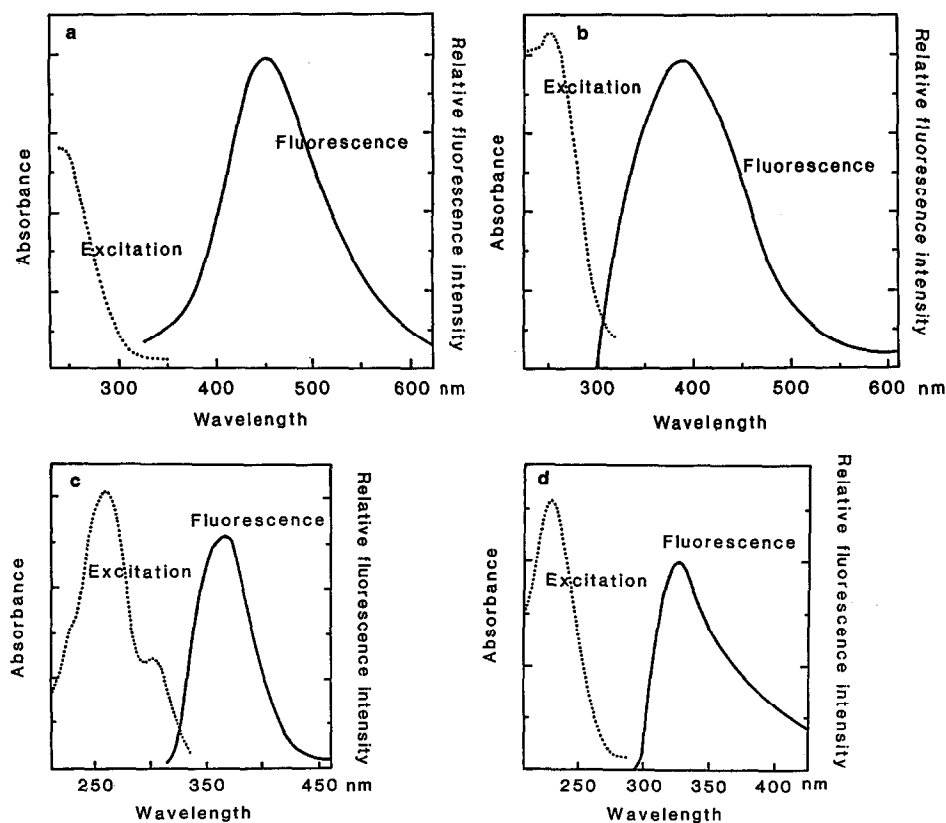 a
Absorbance
Excitation
Fluorescence
Relative fluorescence intensity
300 400 500 600 nm
Wavelength
b
Absorbance
Excitation
Fluorescence
Relative fluorescence intensity
300 400 500 600 nm
Wavelength
c
Absorbance
Excitation
Fluorescence
Relative fluorescence intensity
250 350 450 nm
Wavelength
d
Absorbance
Excitation
Fluorescence
Relative fluorescence intensity
250 300 350 400 nm
Wavelength